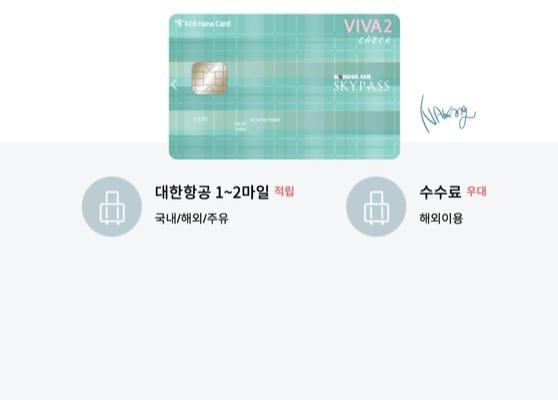 KEB Hana Card
VIVA2
CHECK
KOREAN AIR
SKYPASS
대한항공 1~2마일 적립
국내/해외/주유
수수료 우대
해외이용